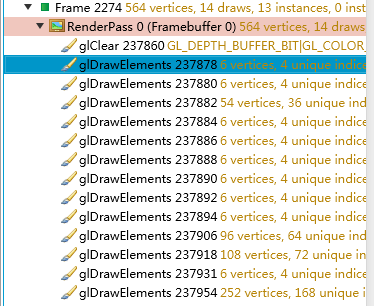 Frame 2274 564 vertices, 14 draws, 13 instances, 0 inst
RenderPass 0 (Framebuffer 0) 564 vertices, 14 draws
glClear 237860 GL_DEPTH_BUFFER_BIT|GL_COLOR_
glDrawElements 237878 6 vertices, 4 unique indice
glDrawElements 237880 6 vertices, 4 unique indice
glDrawElements 237882 54 vertices, 36 unique indi
glDrawElements 237884 6 vertices, 4 unique indice
glDrawElements 237886 6 vertices, 4 unique indice
glDrawElements 237888 6 vertices, 4 unique indice
glDrawElements 237890 6 vertices, 4 unique indice
glDrawElements 237892 6 vertices, 4 unique indice
glDrawElements 237894 6 vertices, 4 unique indice
glDrawElements 237906 96 vertices, 64 unique indi
glDrawElements 237918 108 vertices, 72 unique ind
glDrawElements 237931 6 vertices, 4 unique indice
glDrawElements 237954 252 vertices, 168 unique in